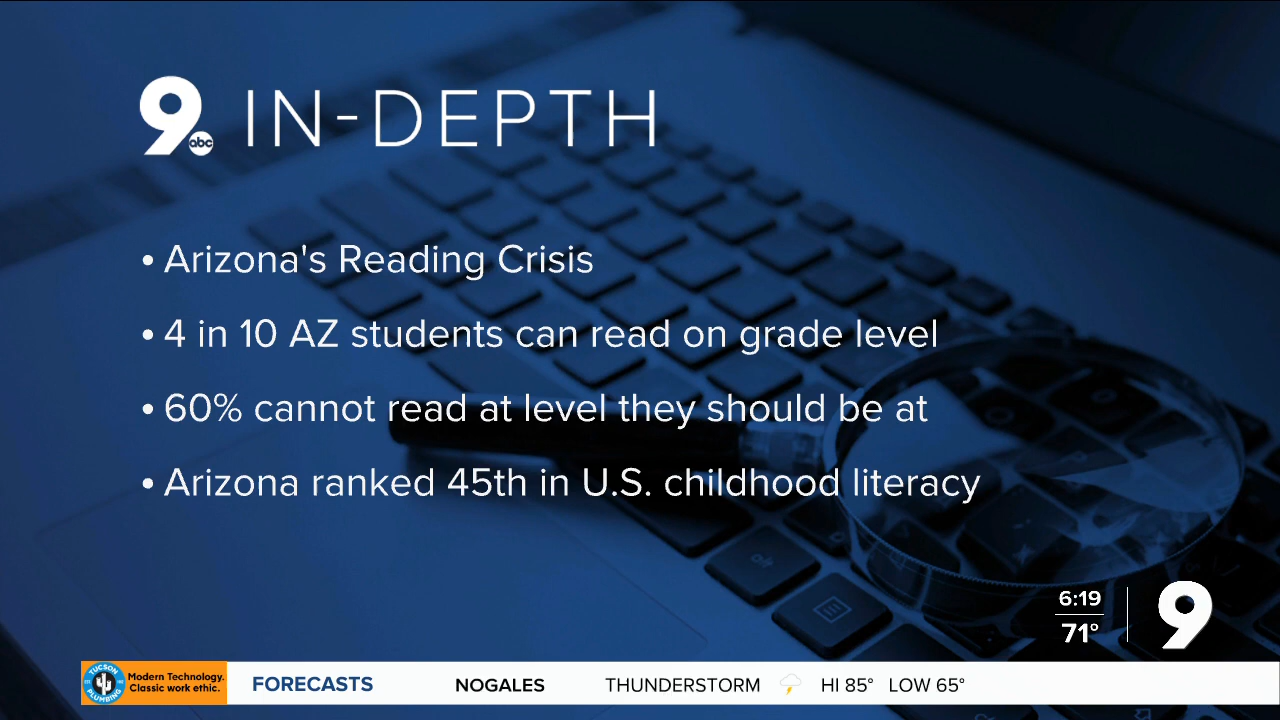 9 abc IN-DEPTH
• Arizona's Reading Crisis
• 4 in 10 AZ students can read on grade level
• 60% cannot read at level they should be at
• Arizona ranked 45th in U.S. childhood literacy
6:19
71°
9
TUCSON PLUMBING
Modern Technology.
Classic work ethic.
FORECASTS NOGALES THUNDERSTORM HI 85° LOW 65°